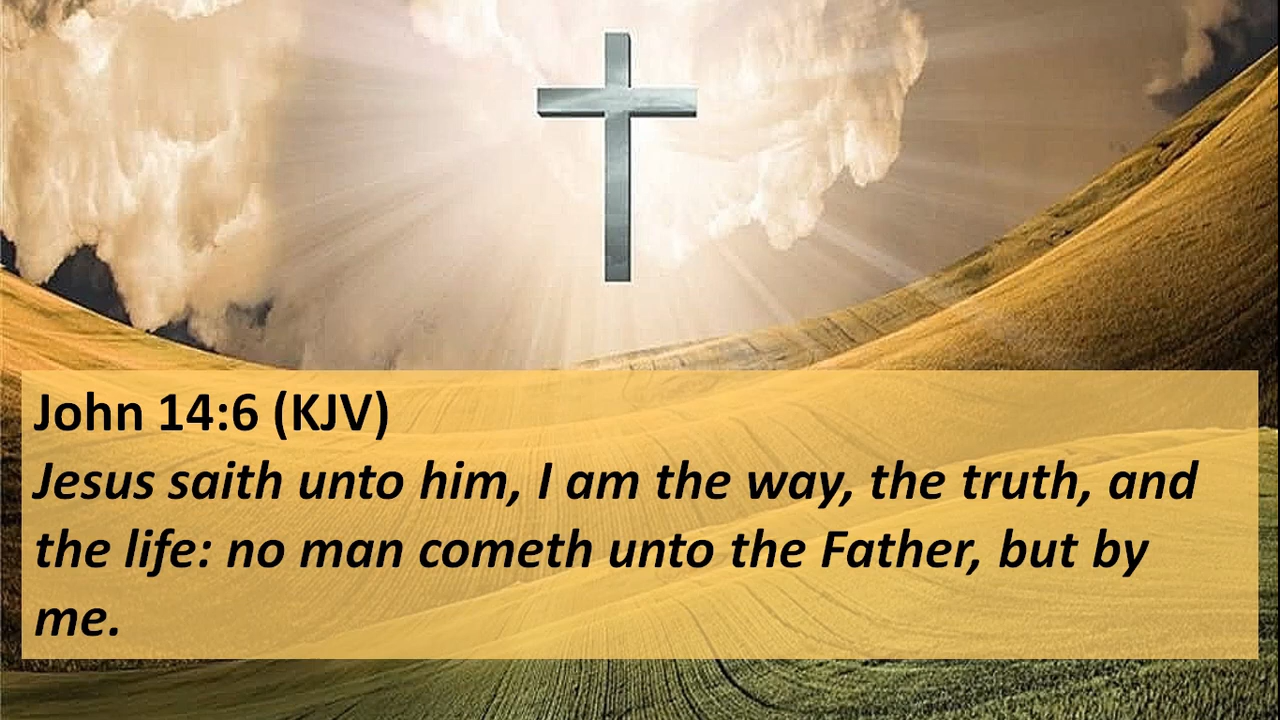 John 14:6 (KJV)
Jesus saith unto him, I am the way, the truth, and
the life: no man cometh unto the Father, but by
me.